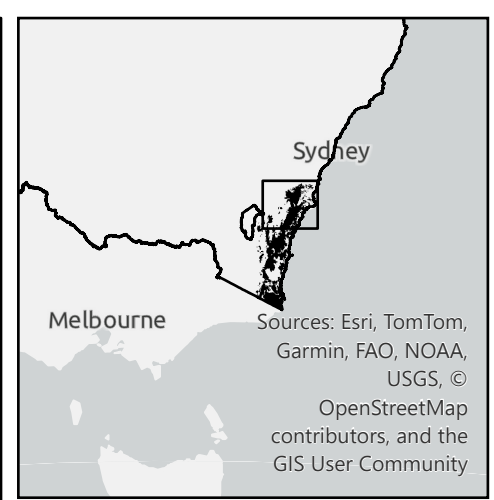 Sydney
Melbourne
Sources: Esri, TomTom,
Garmin, FAO, NOAA,
USGS, ©
OpenStreetMap
contributors, and the
GIS User Community